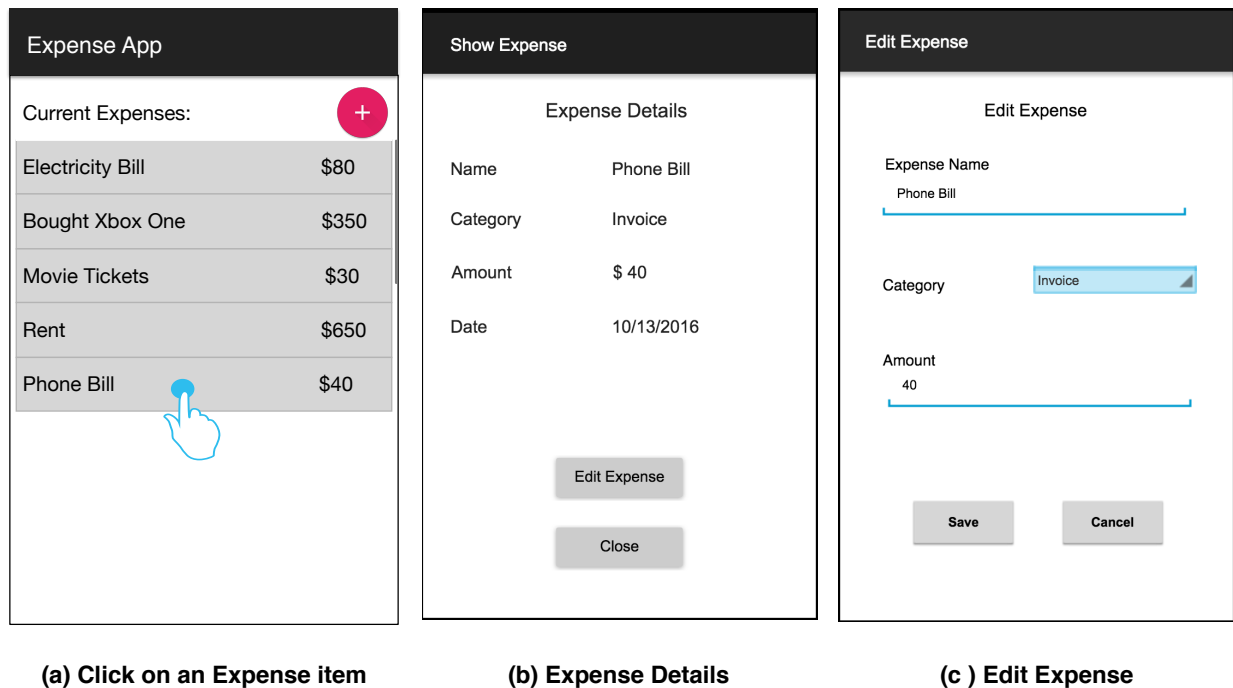 Expense App
Current Expenses:
+
Electricity Bill $80
Bought Xbox One $350
Movie Tickets $30
Rent $650
Phone Bill $40
(a) Click on an Expense item
Show Expense
Expense Details
Name Phone Bill
Category Invoice
Amount $ 40
Date 10/13/2016
Edit Expense
Close
(b) Expense Details
Edit Expense
Edit Expense
Expense Name
Phone Bill
Category Invoice
Amount
40
Save Cancel
(c ) Edit Expense